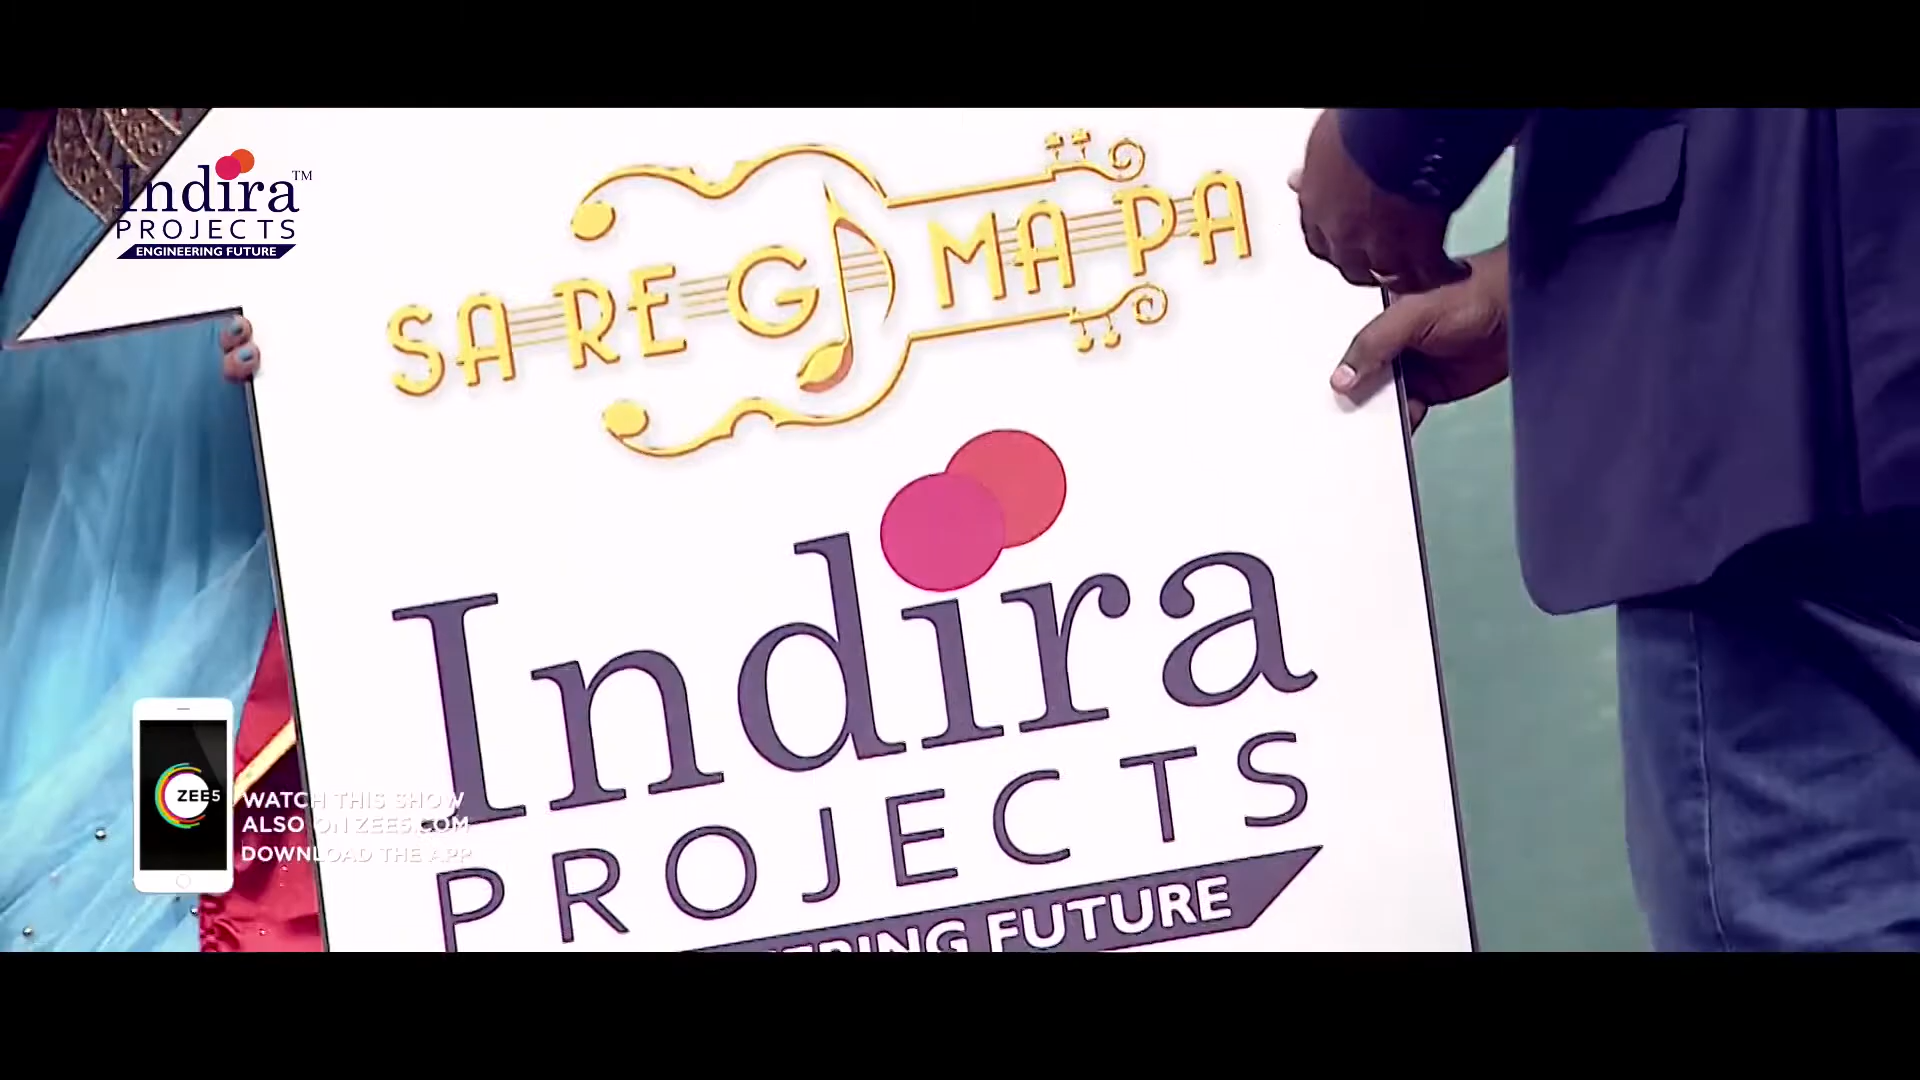 Indira™
PROJECTS
ENGINEERING FUTURE
SA RE GA MA PA
Indira
PROJECTS
ERING FUTURE
ZEE5
WATCH THIS SHOW
ALSO ON ZEE5.COM
DOWNLOAD THE APP